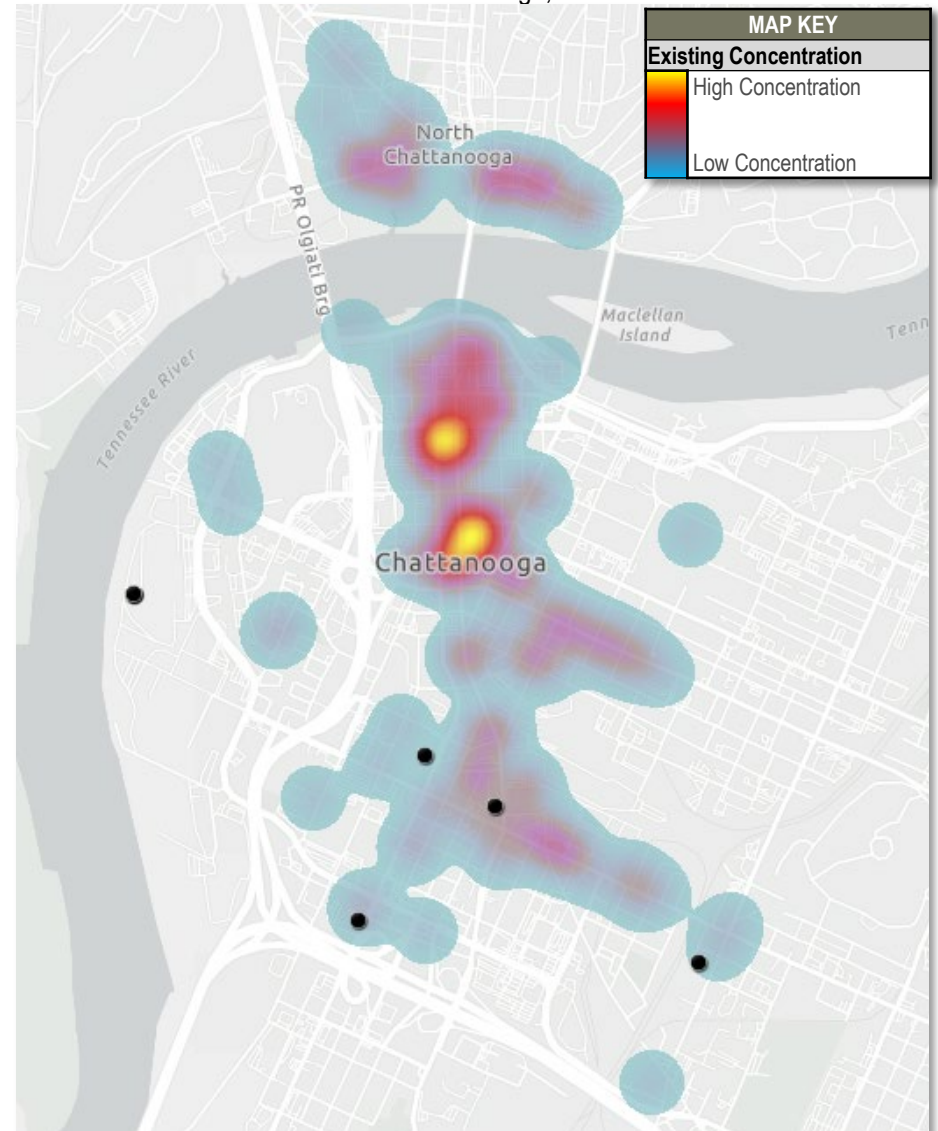 MAP KEY
Existing Concentration
High Concentration
Low Concentration
North
Chattanooga
PR Olgiati Brg
Maclellan
Island
Tenn
Tennessee River
Chattanooga